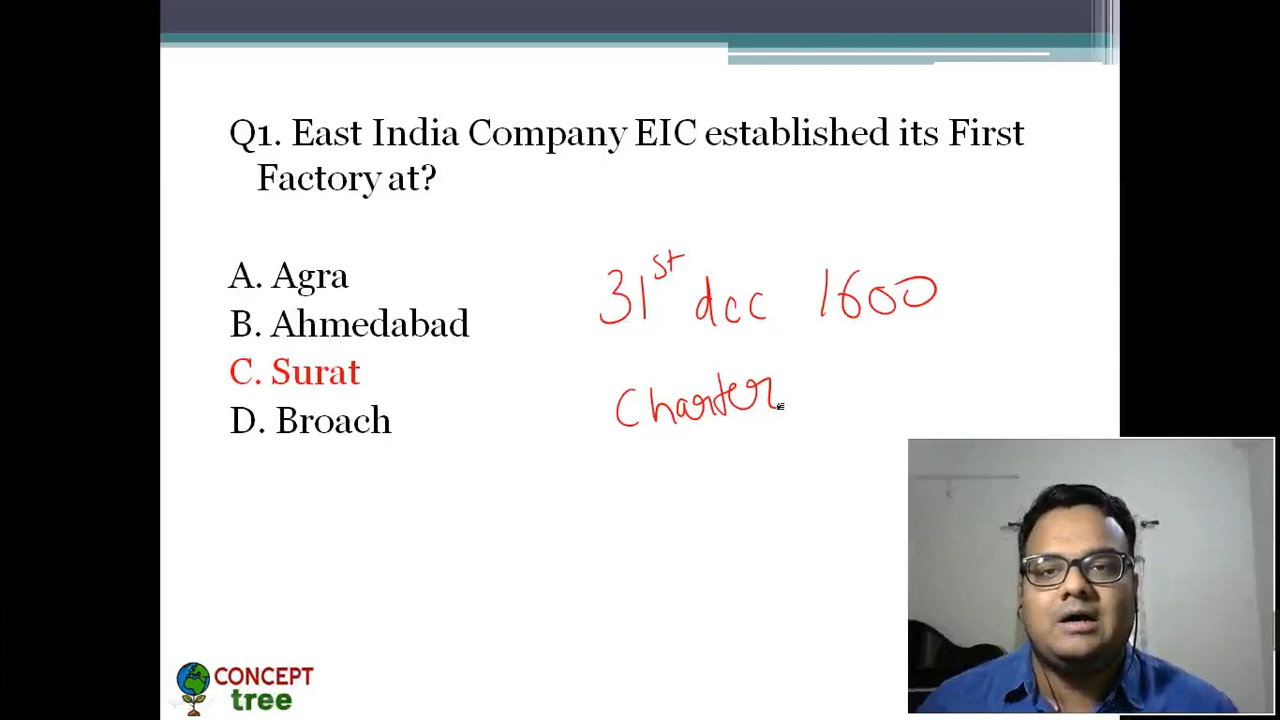 Q1. East India Company EIC established its First
Factory at?
A. Agra
B. Ahmedabad
C. Surat
D. Broach
31st dec 1600
Charter
CONCEPT
tree